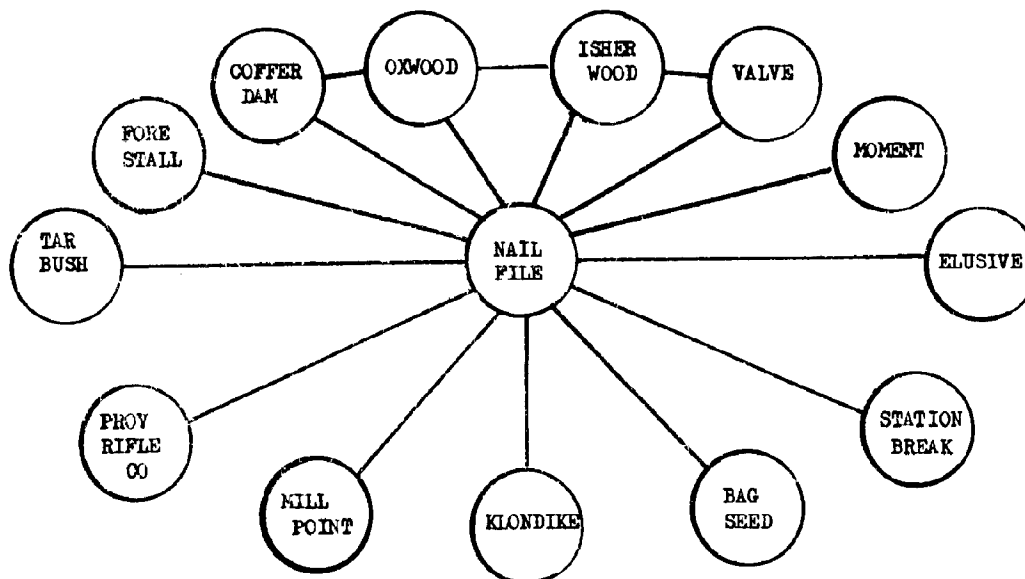 COFFER
DAM
OXWOOD
ISHER
WOOD
VALVE
FORE
STALL
MOMENT
TAR
BUSH
NAIL
FILE
ELUSIVE
PROV
RIFLE
CO
MILL
POINT
KLONDIKE
BAG
SEED
STATION
BREAK